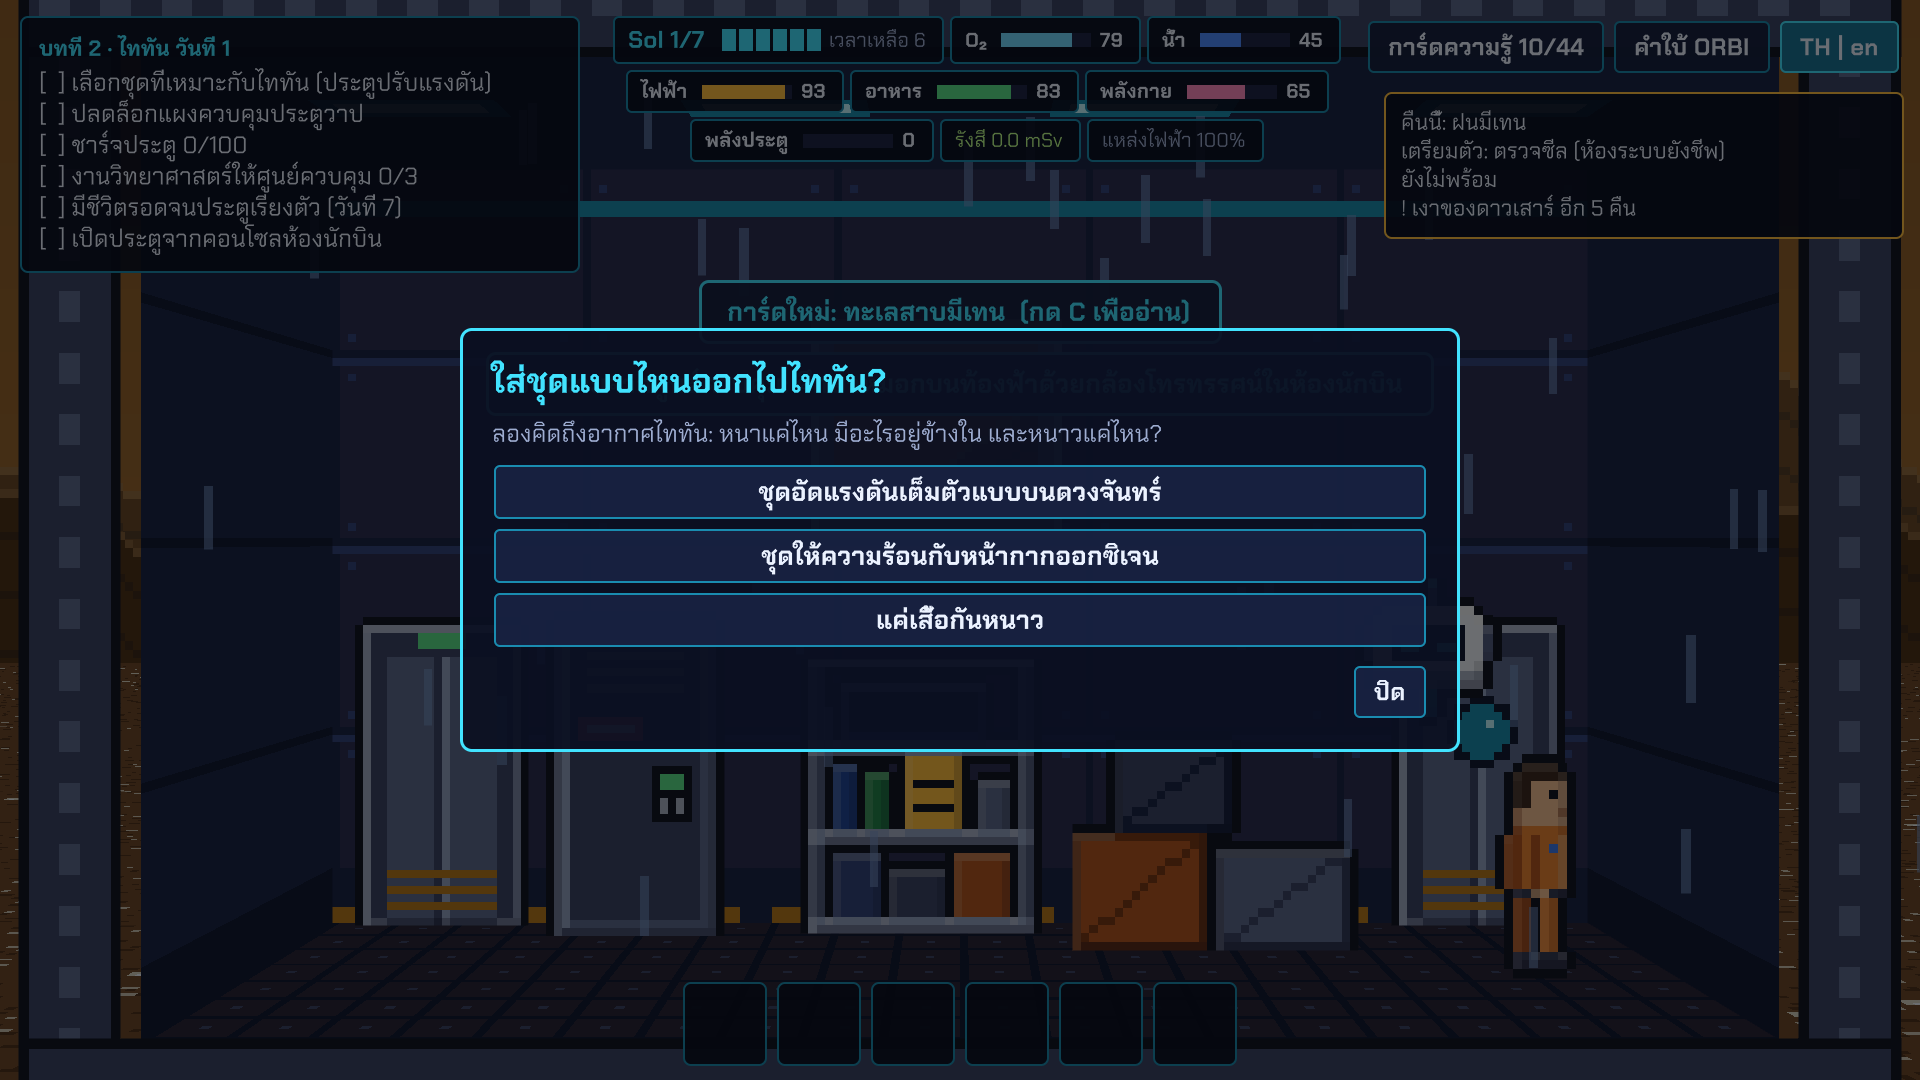 บทที่ 2 · ไททัน วันที่ 1
[ ] เลือกชุดที่เหมาะกับไททัน (ประตูปรับแรงดัน)
[ ] ปลดล็อกแผงควบคุมประตูวาป
[ ] ชาร์จประตู 0/100
[ ] งานวิทยาศาสตร์ให้ศูนย์ควบคุม 0/3
[ ] มีชีวิตรอดจนประตูเรียงตัว (วันที่ 7)
[ ] เปิดประตูจากคอนโซลห้องนักบิน
Sol 1/7 เวลาเหลือ 6
O₂ 79
น้ำ 45
ไฟฟ้า 93
อาหาร 83
พลังกาย 65
พลังประตู 0
รังสี 0.0 mSv
แหล่งไฟฟ้า 100%
การ์ดความรู้ 10/44
คำใบ้ ORBI
TH | en
คืนนี้: ฝนมีเทน
เตรียมตัว: ตรวจซีล (ห้องระบบยังชีพ)
ยังไม่พร้อม
! เงาของดาวเสาร์ อีก 5 คืน
การ์ดใหม่: ทะเลสาบมีเทน (กด C เพื่ออ่าน)
ใส่ชุดแบบไหนออกไปไททัน?
ลองคิดถึงอากาศไททัน: หนาแค่ไหน มีอะไรอยู่ข้างใน และหนาวแค่ไหน?
ชุดอัดแรงดันเต็มตัวแบบบนดวงจันทร์
ชุดให้ความร้อนกับหน้ากากออกซิเจน
แค่เสื้อกันหนาว
ปิด